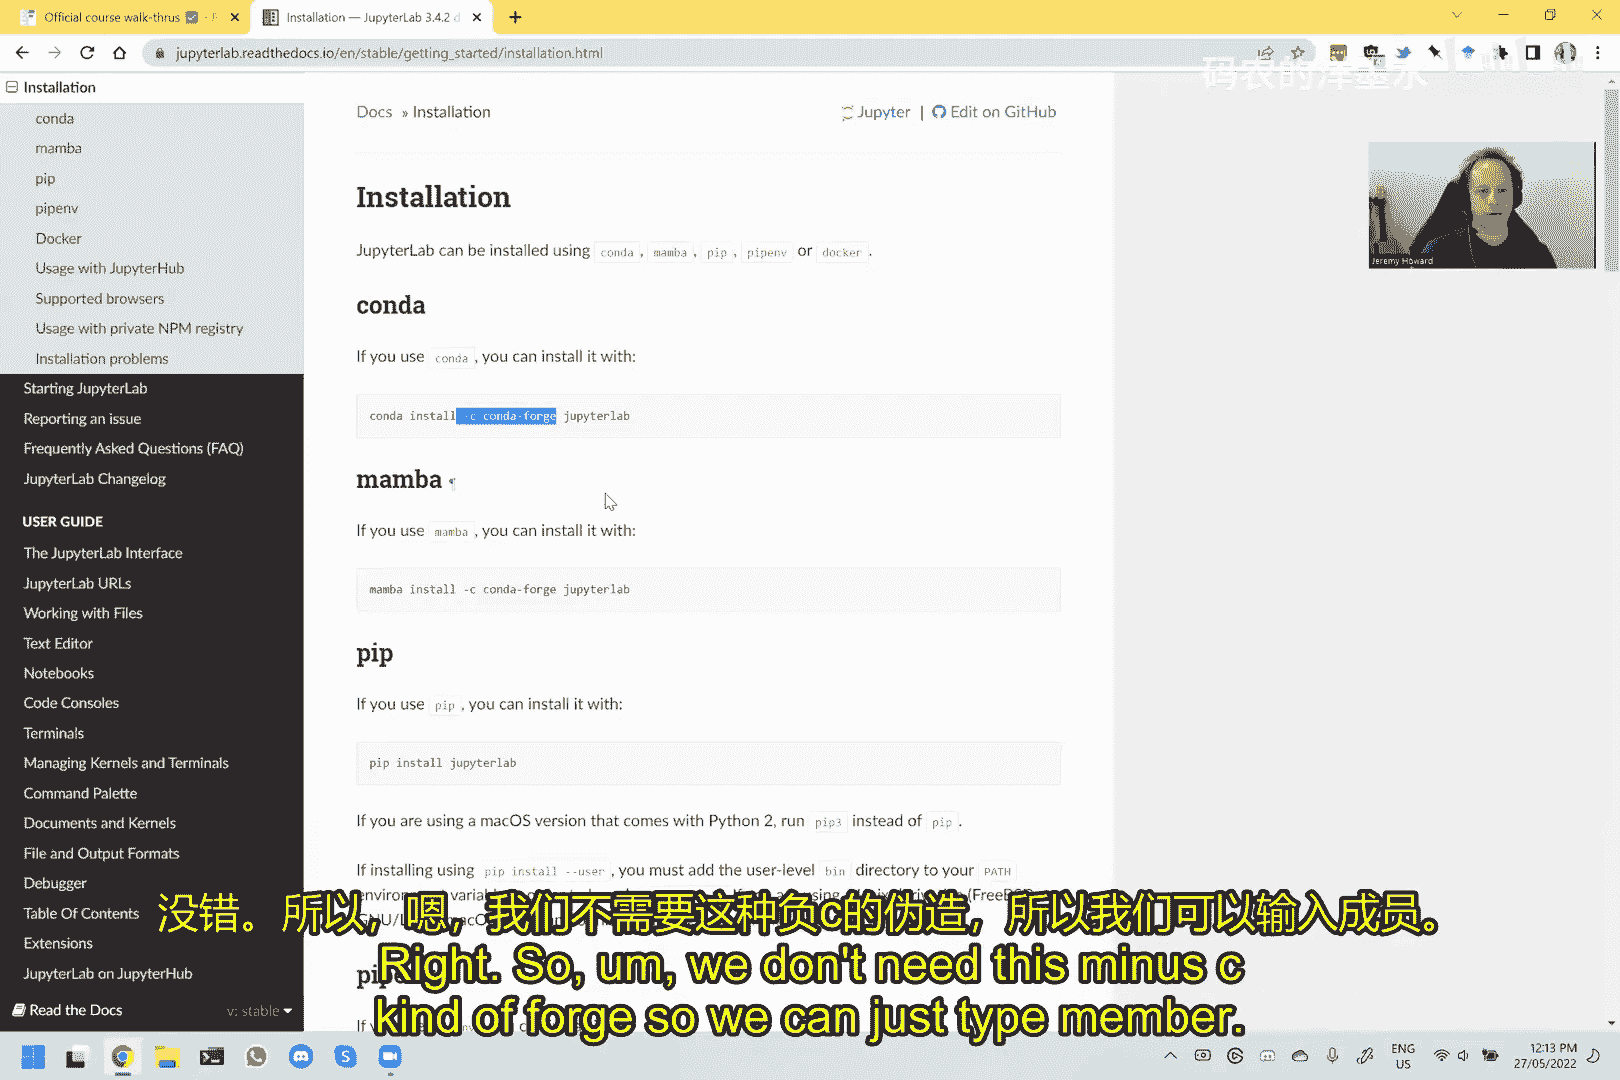 Official course walk-thrus
Installation — JupyterLab 3.4.2 d
jupyterlab.readthedocs.io/en/stable/getting_started/installation.html
码农的洋墨水
Installation
conda
mamba
pip
pipenv
Docker
Usage with JupyterHub
Supported browsers
Usage with private NPM registry
Installation problems
Starting JupyterLab
Reporting an issue
Frequently Asked Questions (FAQ)
JupyterLab Changelog
USER GUIDE
The JupyterLab Interface
JupyterLab URLs
Working with Files
Text Editor
Notebooks
Code Consoles
Terminals
Managing Kernels and Terminals
Command Palette
Documents and Kernels
File and Output Formats
Debugger
Table Of Contents
Extensions
JupyterLab on JupyterHub
Read the Docs v: stable
Docs » Installation
Jupyter | Edit on GitHub
Installation
JupyterLab can be installed using conda, mamba, pip, pipenv or docker.
conda
If you use conda, you can install it with:
conda install -c conda-forge jupyterlab
mamba ¶
If you use mamba, you can install it with:
mamba install -c conda-forge jupyterlab
pip
If you use pip, you can install it with:
pip install jupyterlab
If you are using a macOS version that comes with Python 2, run pip3 instead of pip.
If installing using pip install --user, you must add the user-level bin directory to your PATH
Jeremy Howard
没错。所以，嗯，我们不需要这种负c的伪造，所以我们可以输入成员。
Right. So, um, we don't need this minus c
kind of forge so we can just type member.
ENG
US
12:13 PM
27/05/2022